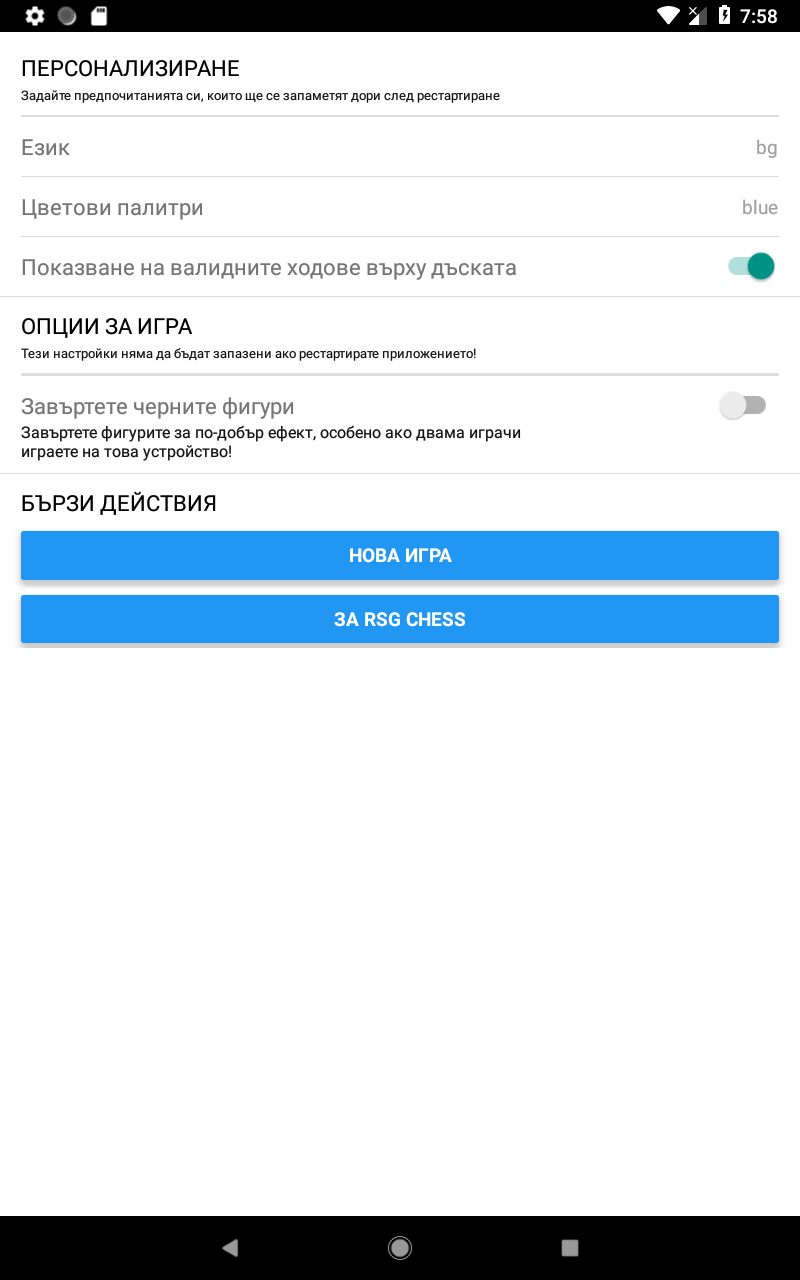 7:58
ПЕРСОНАЛИЗИРАНЕ
Задайте предпочитанията си, които ще се запаметят дори след рестартиране
Език
bg
Цветови палитри
blue
Показване на валидните ходове върху дъската
ОПЦИИ ЗА ИГРА
Тези настройки няма да бъдат запазени ако рестартирате приложението!
Завъртете черните фигури
Завъртете фигурите за по-добър ефект, особено ако двама играчи
играете на това устройство!
БЪРЗИ ДЕЙСТВИЯ
НОВА ИГРА
ЗА RSG CHESS